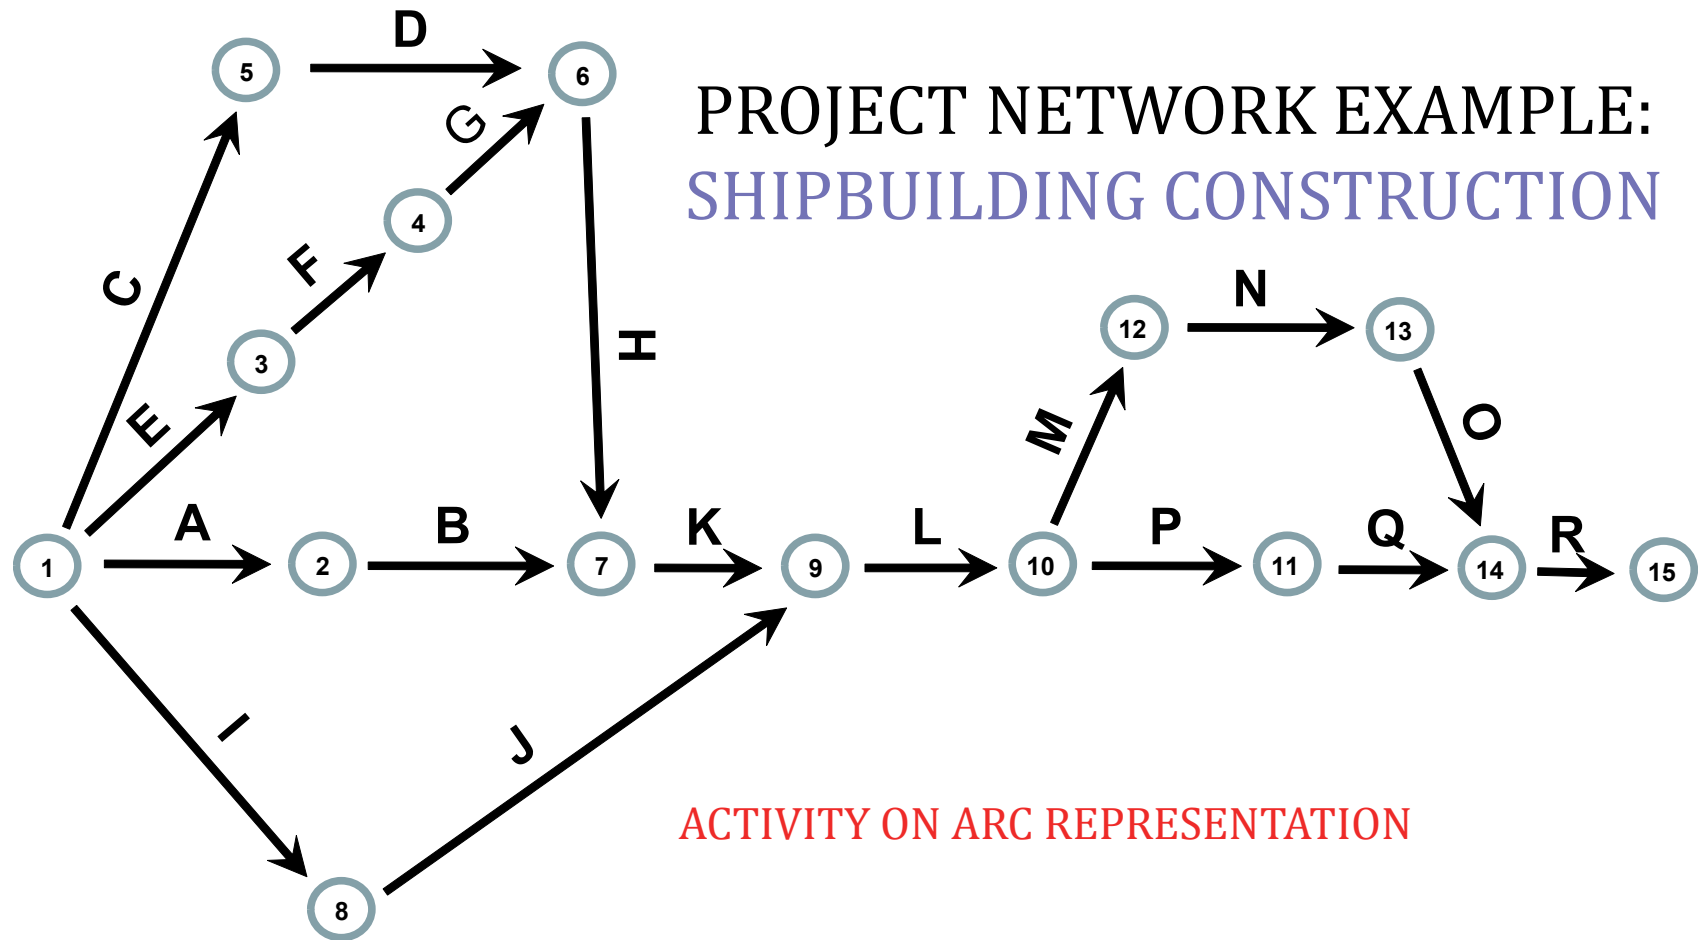 D
5
6
G
PROJECT NETWORK EXAMPLE:
SHIPBUILDING CONSTRUCTION
4
F
C
N
12
13
H
3
E
M
O
A
B
K
L
P
Q
R
1
2
7
9
10
11
14
15
I
J
ACTIVITY ON ARC REPRESENTATION
8